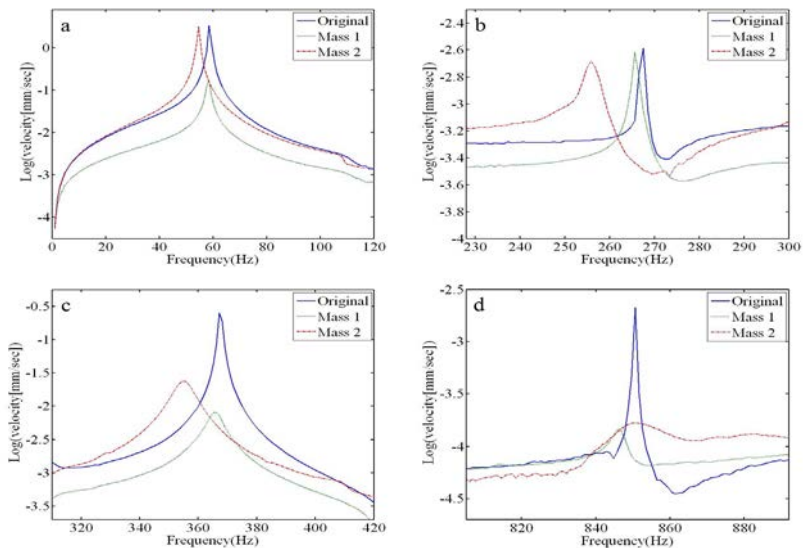 a
Original
Mass 1
Mass 2
0
-1
-2
-3
-4
Log(velocity[mm/sec])
0 20 40 60 80 100 120
Frequency(Hz)
b
Original
Mass 1
Mass 2
-2.4
-2.6
-2.8
-3
-3.2
-3.4
-3.6
-3.8
-4
Log(velocity[mm/sec])
230 240 250 260 270 280 290 300
Frequency(Hz)
c
Original
Mass 1
Mass 2
-0.5
-1
-1.5
-2
-2.5
-3
-3.5
Log(velocity[mm/sec])
320 340 360 380 400 420
Frequency(Hz)
d
Original
Mass 1
Mass 2
-2.5
-3
-3.5
-4
-4.5
Log(velocity[mm/sec])
820 840 860 880
Frequency(Hz)